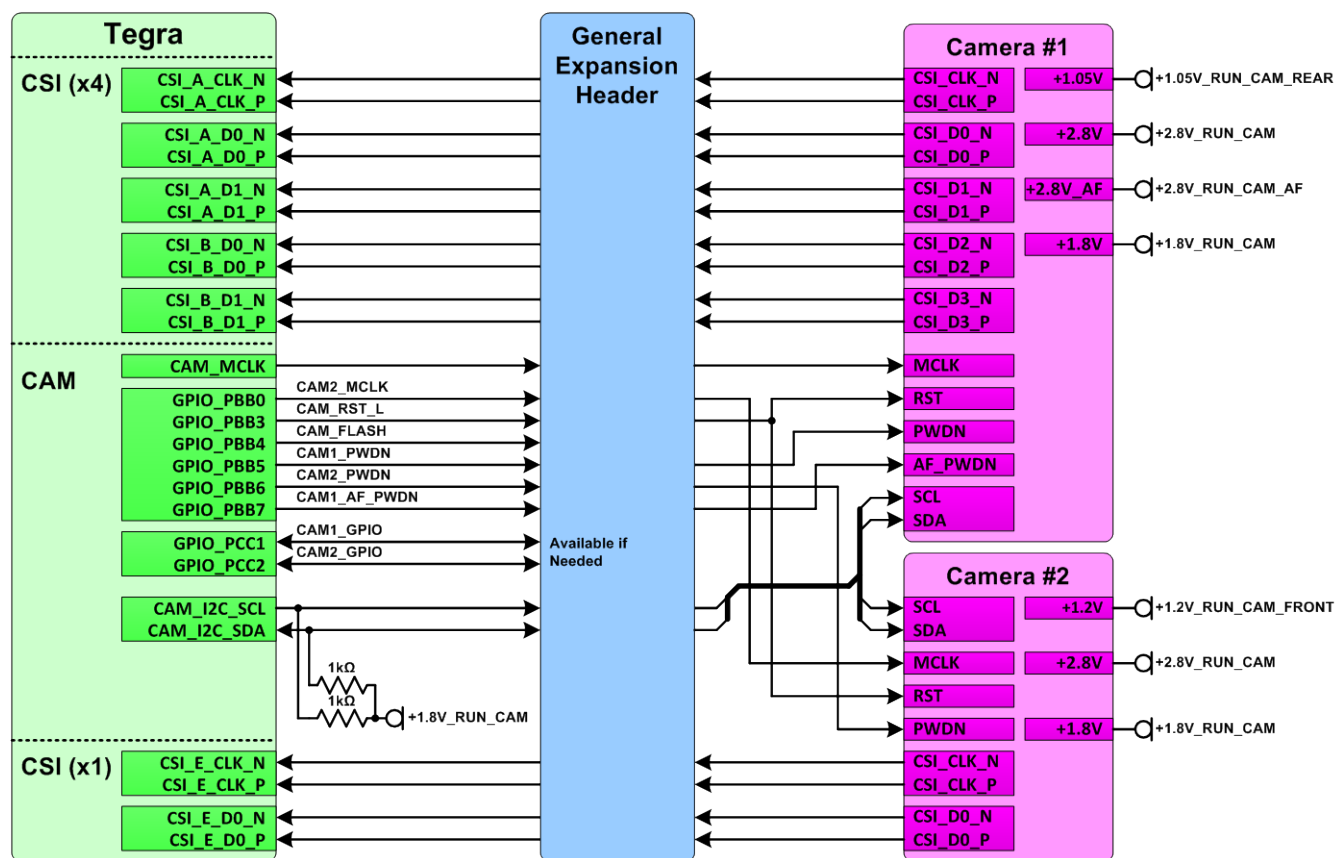 Tegra
CSI (x4)
CSI_A_CLK_N
CSI_A_CLK_P
CSI_A_D0_N
CSI_A_D0_P
CSI_A_D1_N
CSI_A_D1_P
CSI_B_D0_N
CSI_B_D0_P
CSI_B_D1_N
CSI_B_D1_P
CAM
CAM_MCLK
GPIO_PBB0
GPIO_PBB3
GPIO_PBB4
GPIO_PBB5
GPIO_PBB6
GPIO_PBB7
GPIO_PCC1
GPIO_PCC2
CAM_I2C_SCL
CAM_I2C_SDA
CSI (x1)
CSI_E_CLK_N
CSI_E_CLK_P
CSI_E_D0_N
CSI_E_D0_P
CAM2_MCLK
CAM_RST_L
CAM_FLASH
CAM1_PWDN
CAM2_PWDN
CAM1_AF_PWDN
CAM1_GPIO
CAM2_GPIO
1kΩ
1kΩ
+1.8V_RUN_CAM
General
Expansion
Header
Available if
Needed
Camera #1
CSI_CLK_N
CSI_CLK_P
CSI_D0_N
CSI_D0_P
CSI_D1_N
CSI_D1_P
CSI_D2_N
CSI_D2_P
CSI_D3_N
CSI_D3_P
MCLK
RST
PWDN
AF_PWDN
SCL
SDA
+1.05V
+2.8V
+2.8V_AF
+1.8V
+1.05V_RUN_CAM_REAR
+2.8V_RUN_CAM
+2.8V_RUN_CAM_AF
+1.8V_RUN_CAM
Camera #2
SCL
SDA
MCLK
RST
PWDN
CSI_CLK_N
CSI_CLK_P
CSI_D0_N
CSI_D0_P
+1.2V
+2.8V
+1.8V
+1.2V_RUN_CAM_FRONT
+2.8V_RUN_CAM
+1.8V_RUN_CAM